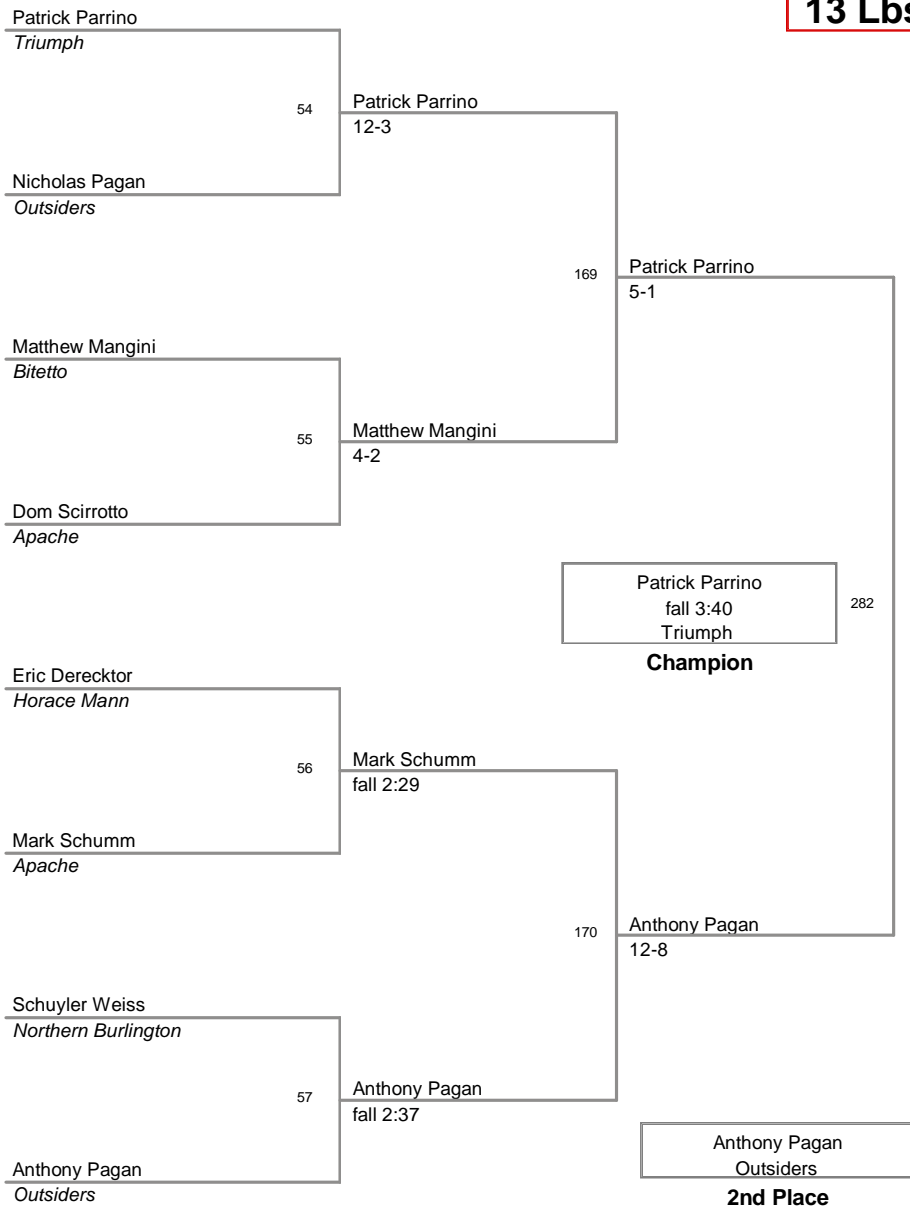 13 Lbs
Patrick Parrino
Triumph
54
Patrick Parrino
12-3
Nicholas Pagan
Outsiders
169
Patrick Parrino
5-1
Matthew Mangini
Bitetto
55
Matthew Mangini
4-2
Dom Scirrotto
Apache
Patrick Parrino
fall 3:40
Triumph
282
Champion
Eric Derecktor
Horace Mann
56
Mark Schumm
fall 2:29
Mark Schumm
Apache
170
Anthony Pagan
12-8
Schuyler Weiss
Northern Burlington
57
Anthony Pagan
fall 2:37
Anthony Pagan
Outsiders
Anthony Pagan
Outsiders
2nd Place